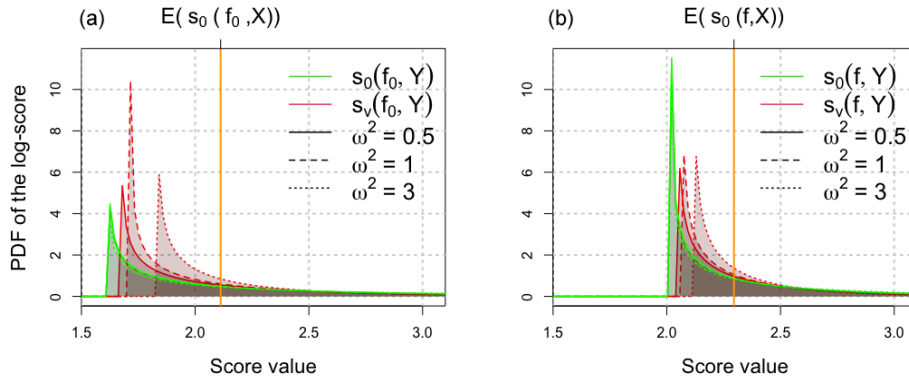 (a) E( s₀ ( f₀ ,X))
PDF of the log-score
10
8
6
4
2
0
s₀(f₀, Y)
sᵥ(f₀, Y)
ω² = 0.5
ω² = 1
ω² = 3
1.5 2.0 2.5 3.0
Score value
(b) E( s₀ (f,X))
10
8
6
4
2
0
s₀(f, Y)
sᵥ(f, Y)
ω² = 0.5
ω² = 1
ω² = 3
1.5 2.0 2.5 3.0
Score value